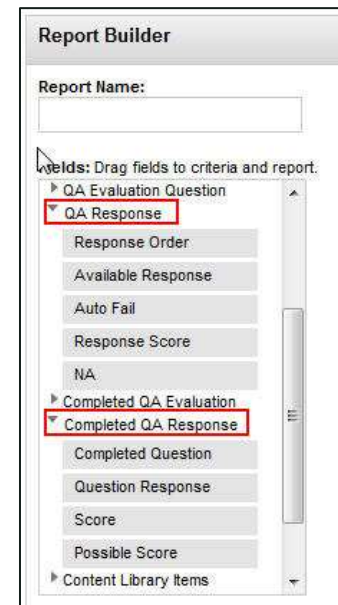 Report Builder
Report Name:
Fields: Drag fields to criteria and report.
QA Evaluation Question
QA Response
Response Order
Available Response
Auto Fail
Response Score
NA
Completed QA Evaluation
Completed QA Response
Completed Question
Question Response
Score
Possible Score
Content Library Items